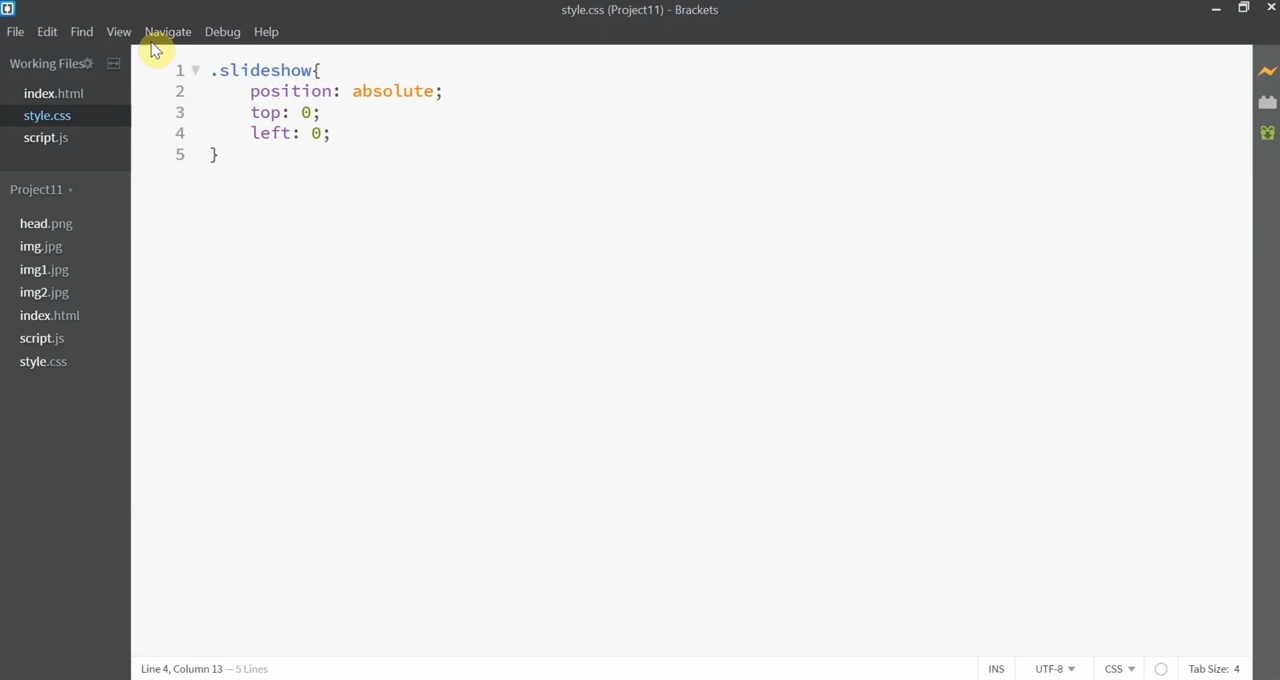 style.css (Project11) - Brackets
File Edit Find View Navigate Debug Help
Working Files
index.html
style.css
script.js
Project11
head.png
img.jpg
img1.jpg
img2.jpg
index.html
script.js
style.css
1 .slideshow{
2 position: absolute;
3 top: 0;
4 left: 0;
5 }
Line 4, Column 13 — 5 Lines
INS UTF-8 CSS Tab Size: 4